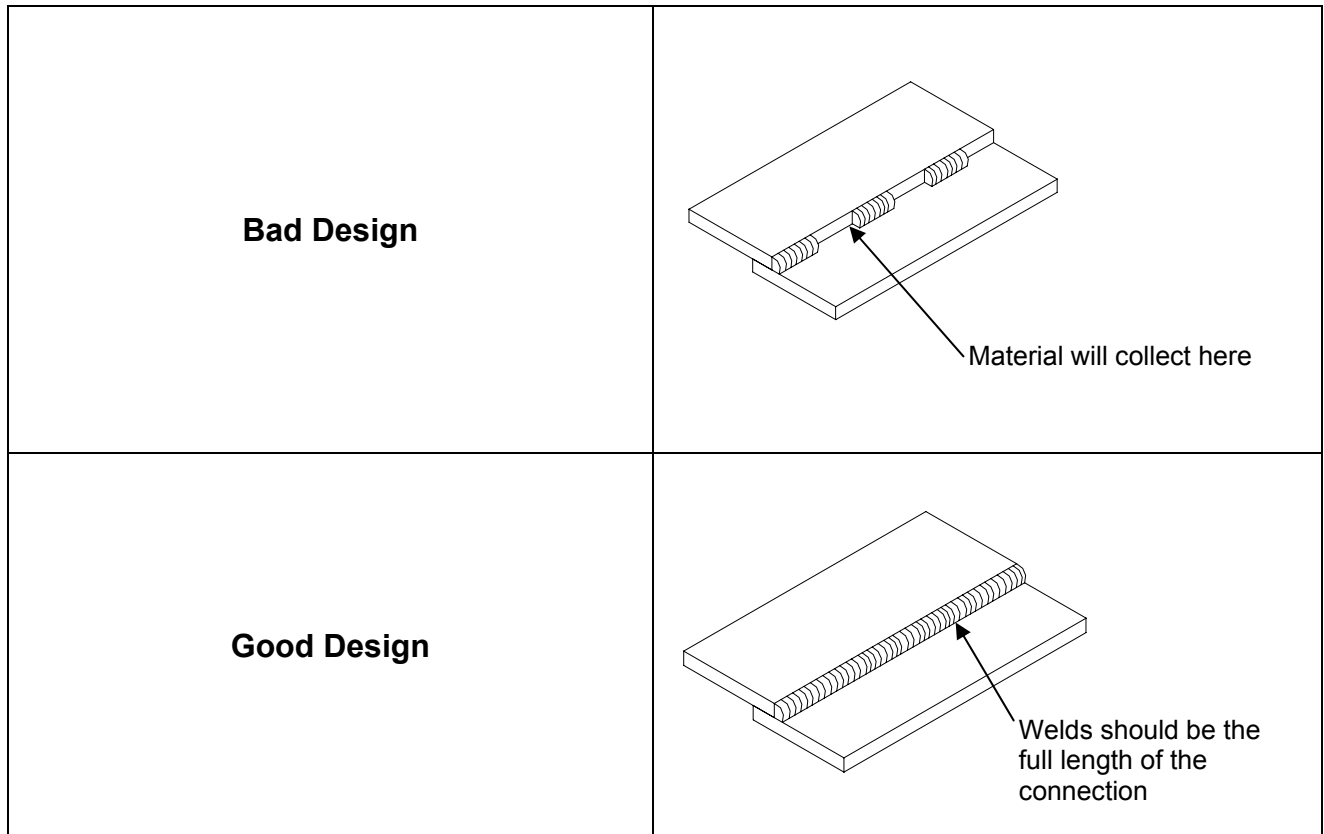 Bad Design
Material will collect here
Good Design
Welds should be the
full length of the
connection